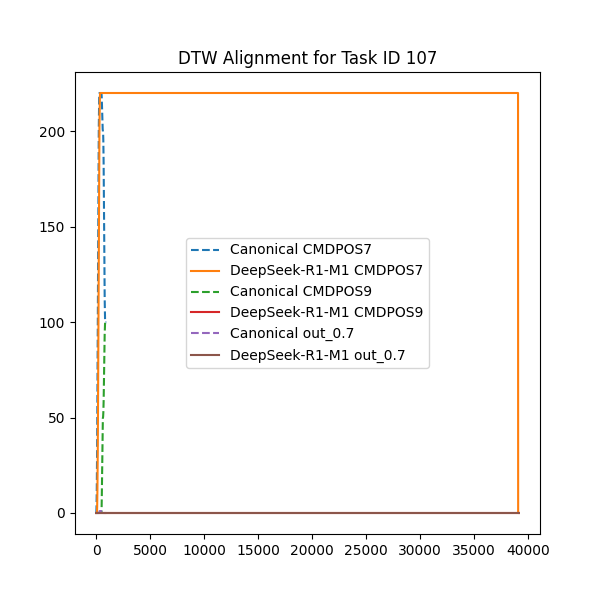 DTW Alignment for Task ID 107
200
150
100
50
0
Canonical CMDPOS7
DeepSeek-R1-M1 CMDPOS7
Canonical CMDPOS9
DeepSeek-R1-M1 CMDPOS9
Canonical out_0.7
DeepSeek-R1-M1 out_0.7
0 5000 10000 15000 20000 25000 30000 35000 40000